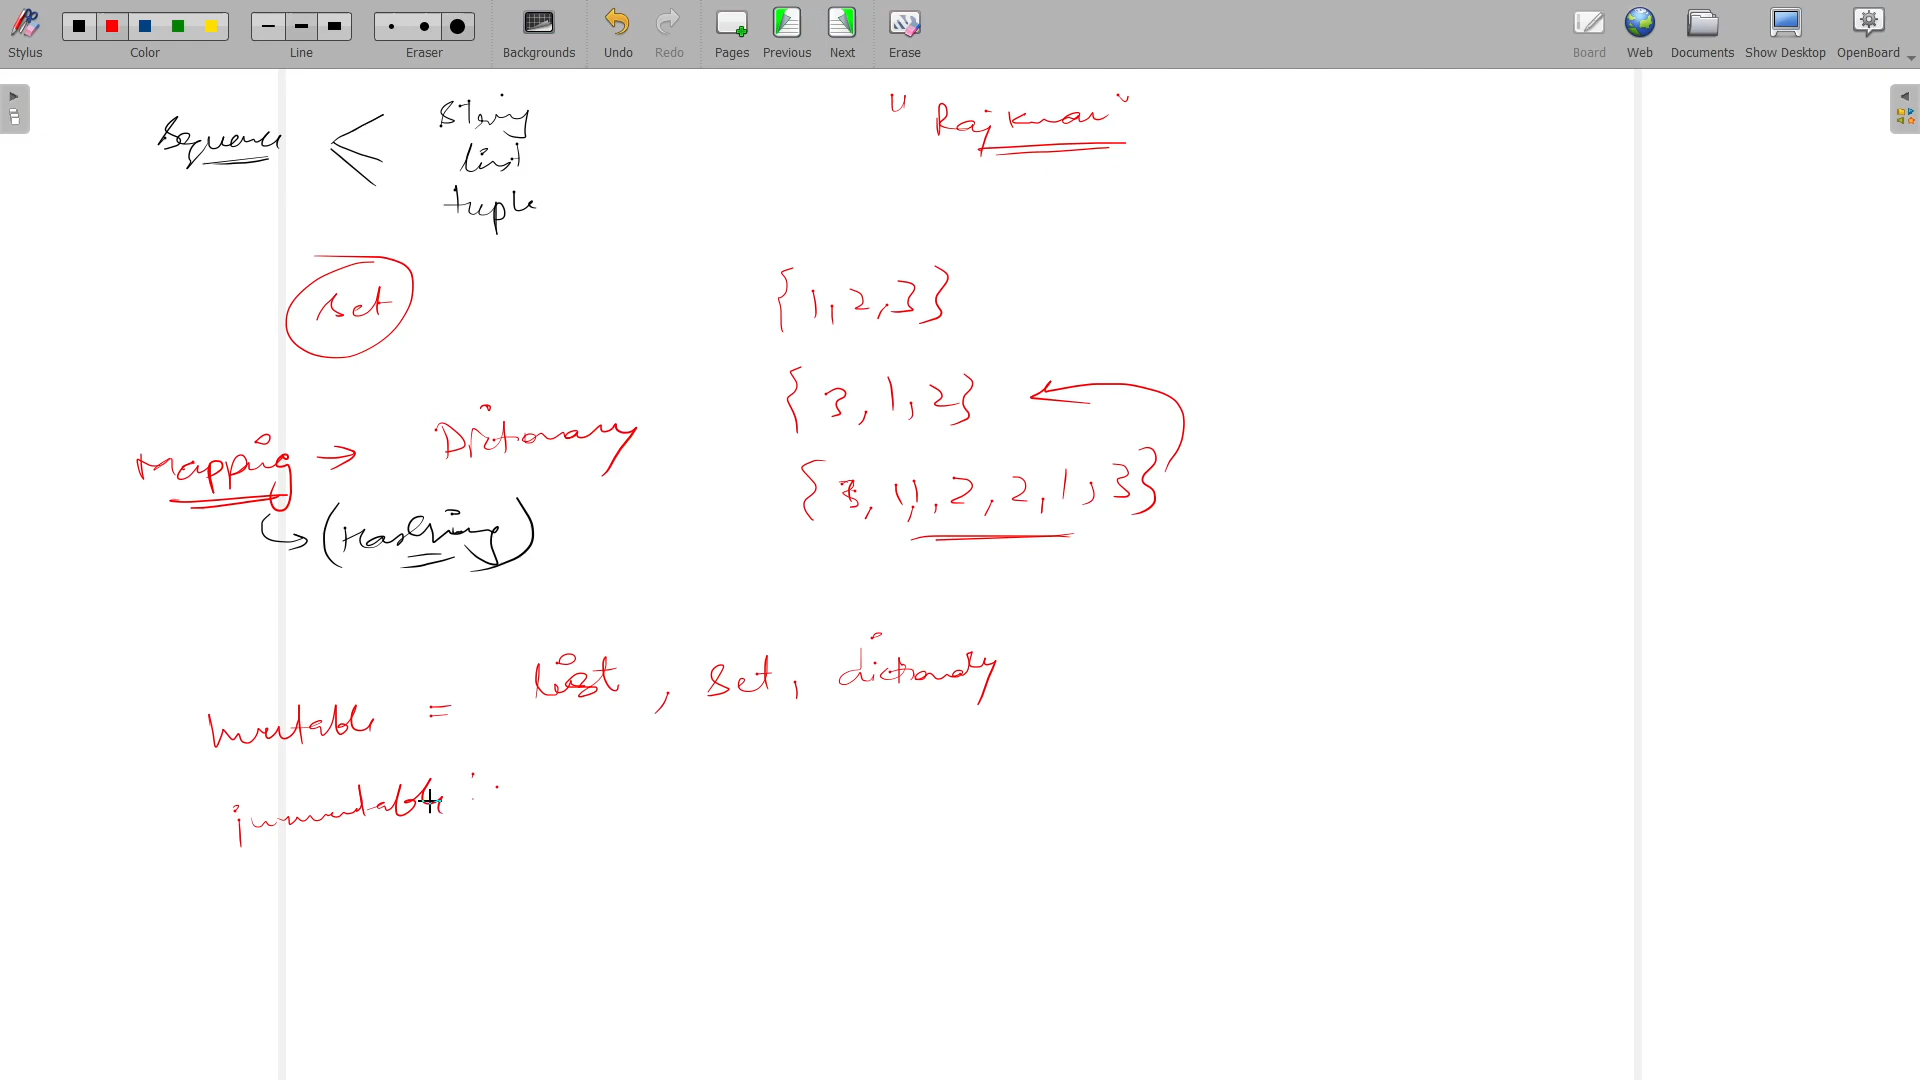 Stylus Color Line Eraser Backgrounds Undo Redo Pages Previous Next Erase Board Web Documents Show Desktop OpenBoard
Sequence
String
list
tuple
"Rajkumar"
set
{1,2,3}
{3,1,2}
Mapping → Dictionary
(Hashing)
{3,1,1,2,2,1,3}
Mutable = list, set, dictionary
immutable :